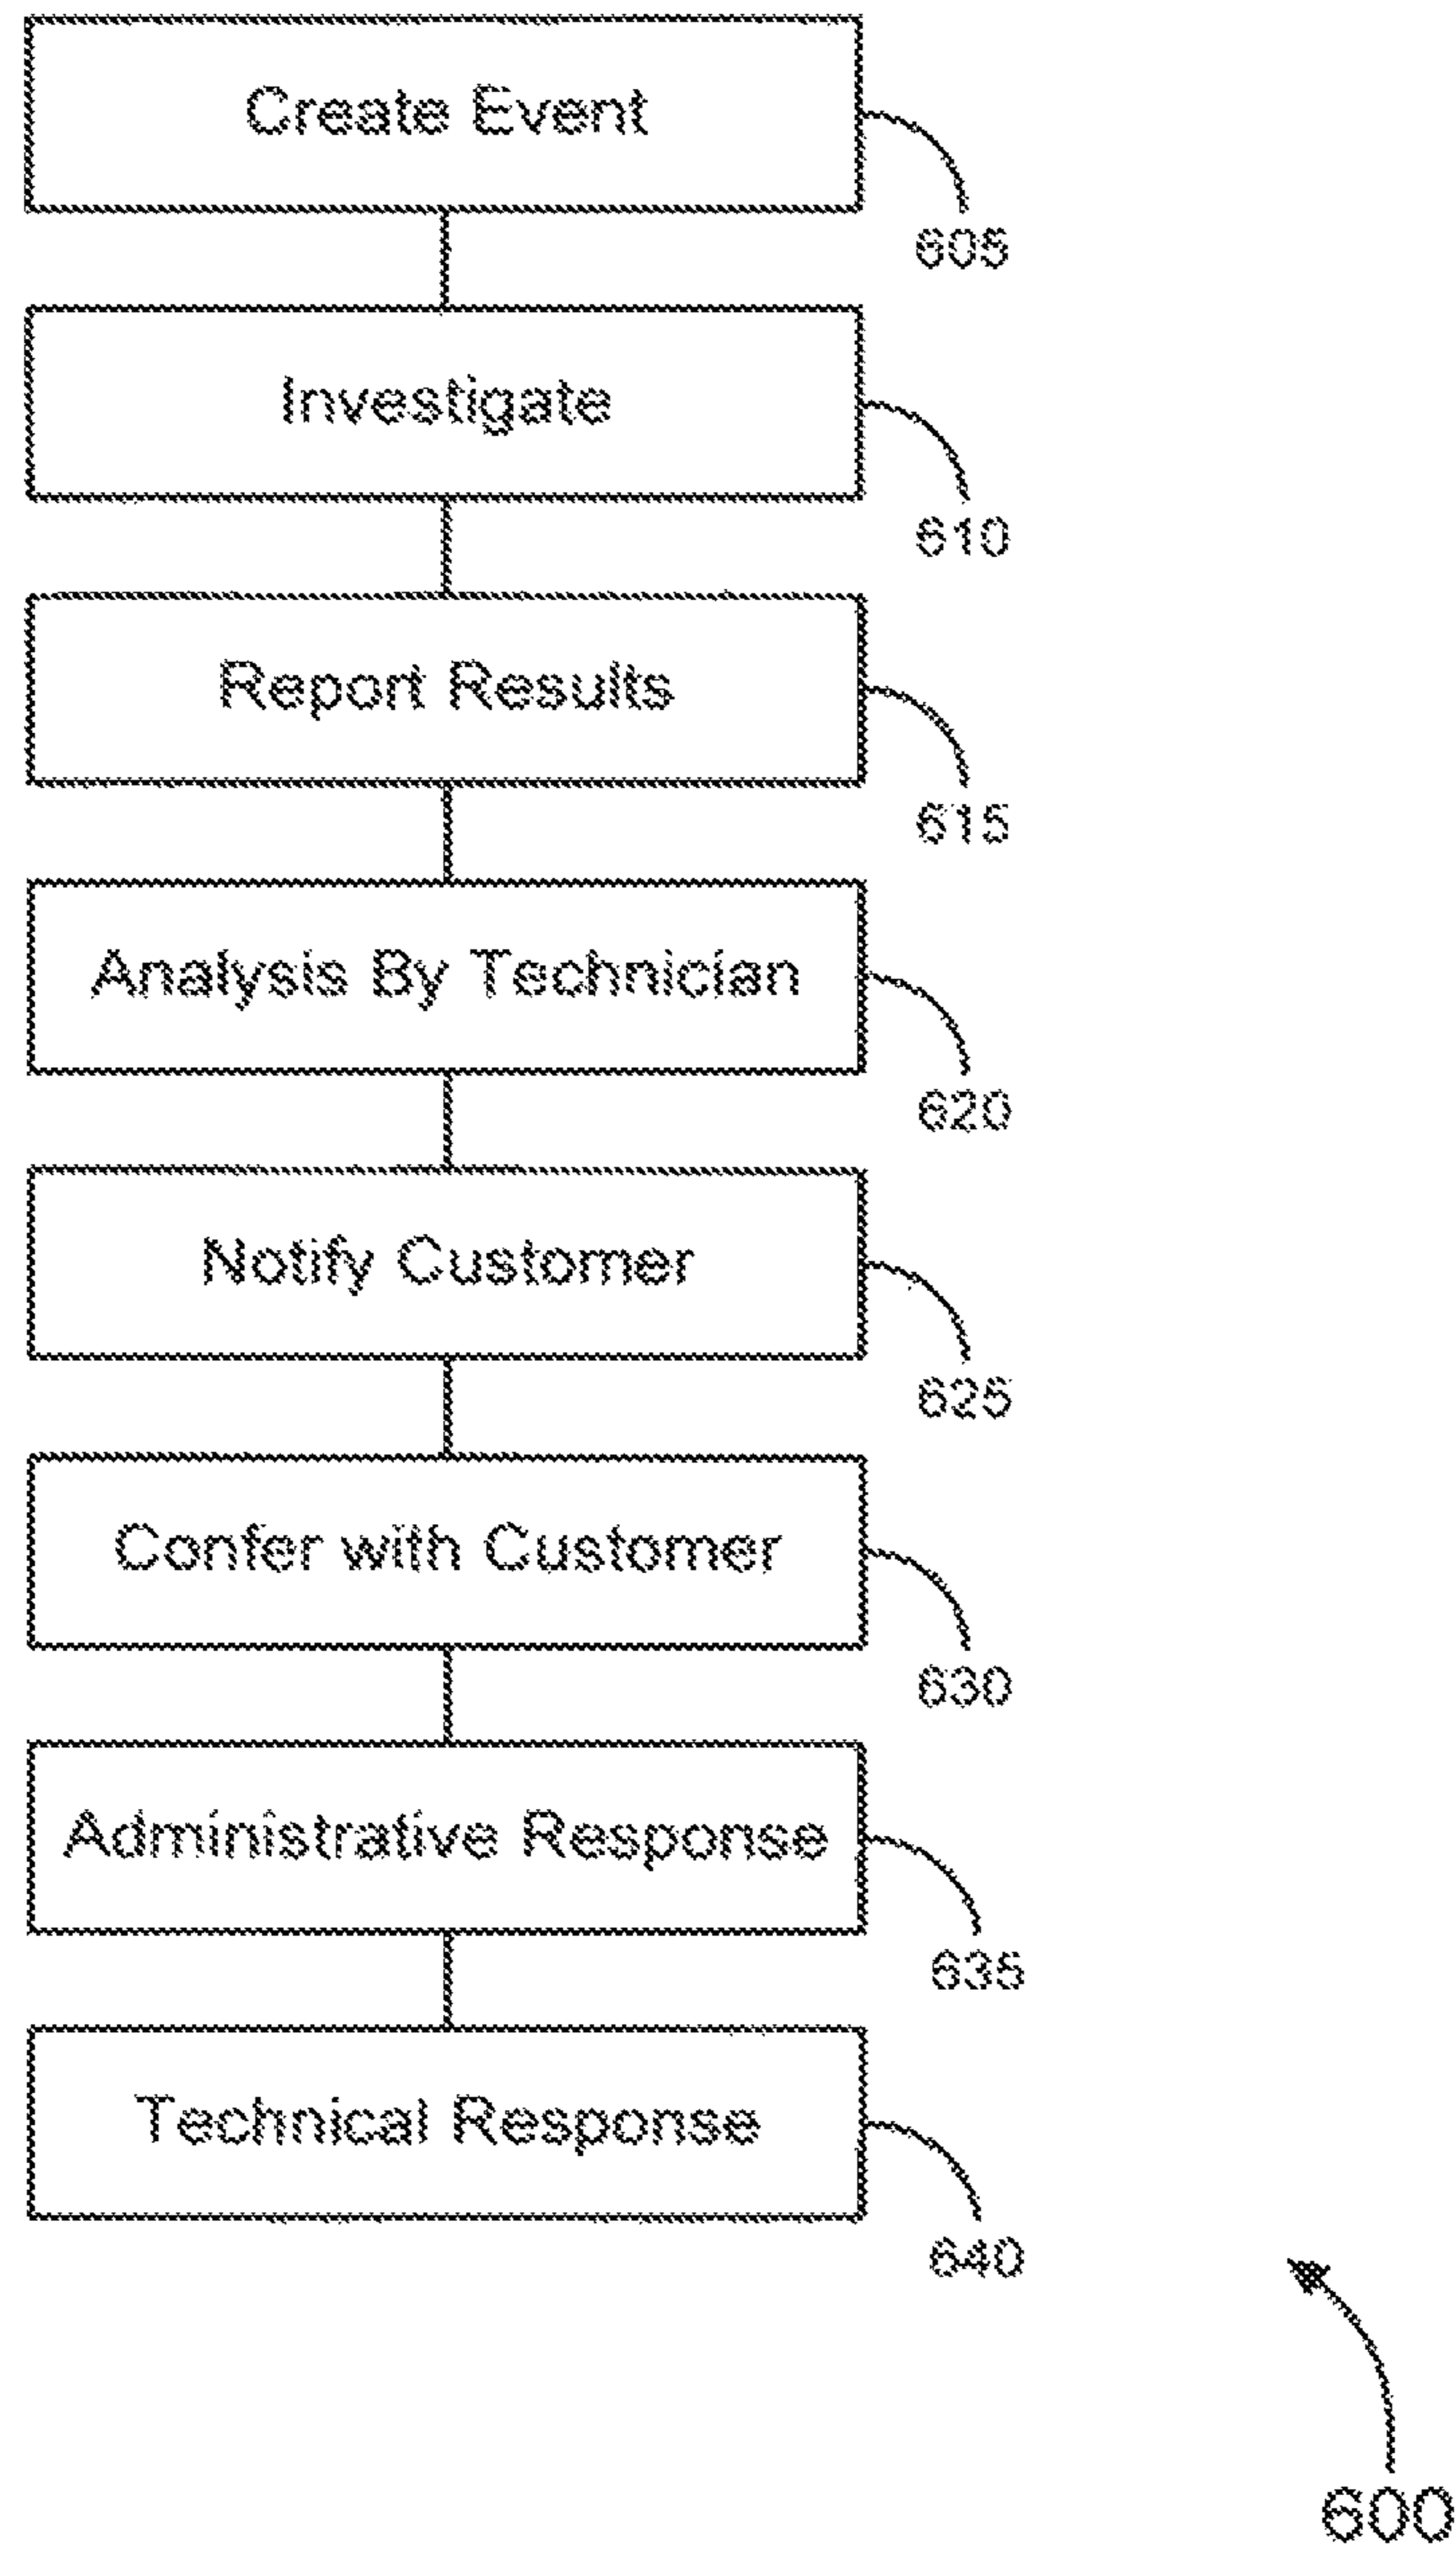 Create Event
605
Investigate
610
Report Results
615
Analysis By Technician
620
Notify Customer
625
Confer with Customer
630
Administrative Response
635
Technical Response
640
600